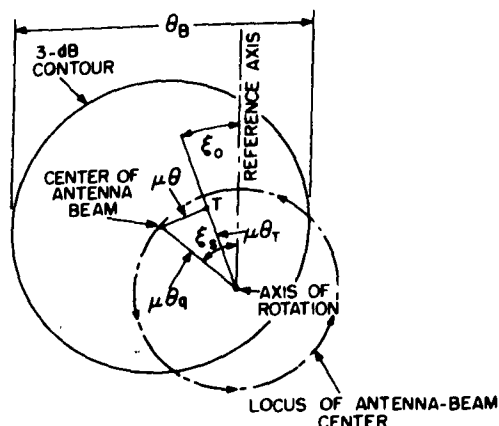 θB
3-dB
CONTOUR
REFERENCE AXIS
ξo
CENTER OF
ANTENNA
BEAM
μθ
T
ξs
μθT
μθq
AXIS OF
ROTATION
LOCUS OF ANTENNA-BEAM
CENTER